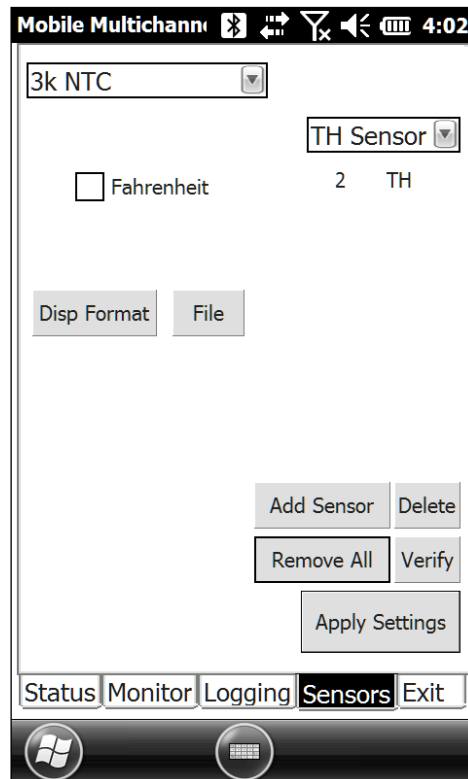 Mobile Multichann 4:02
3k NTC
TH Sensor
Fahrenheit 2 TH
Disp Format File
Add Sensor Delete
Remove All Verify
Apply Settings
Status Monitor Logging Sensors Exit